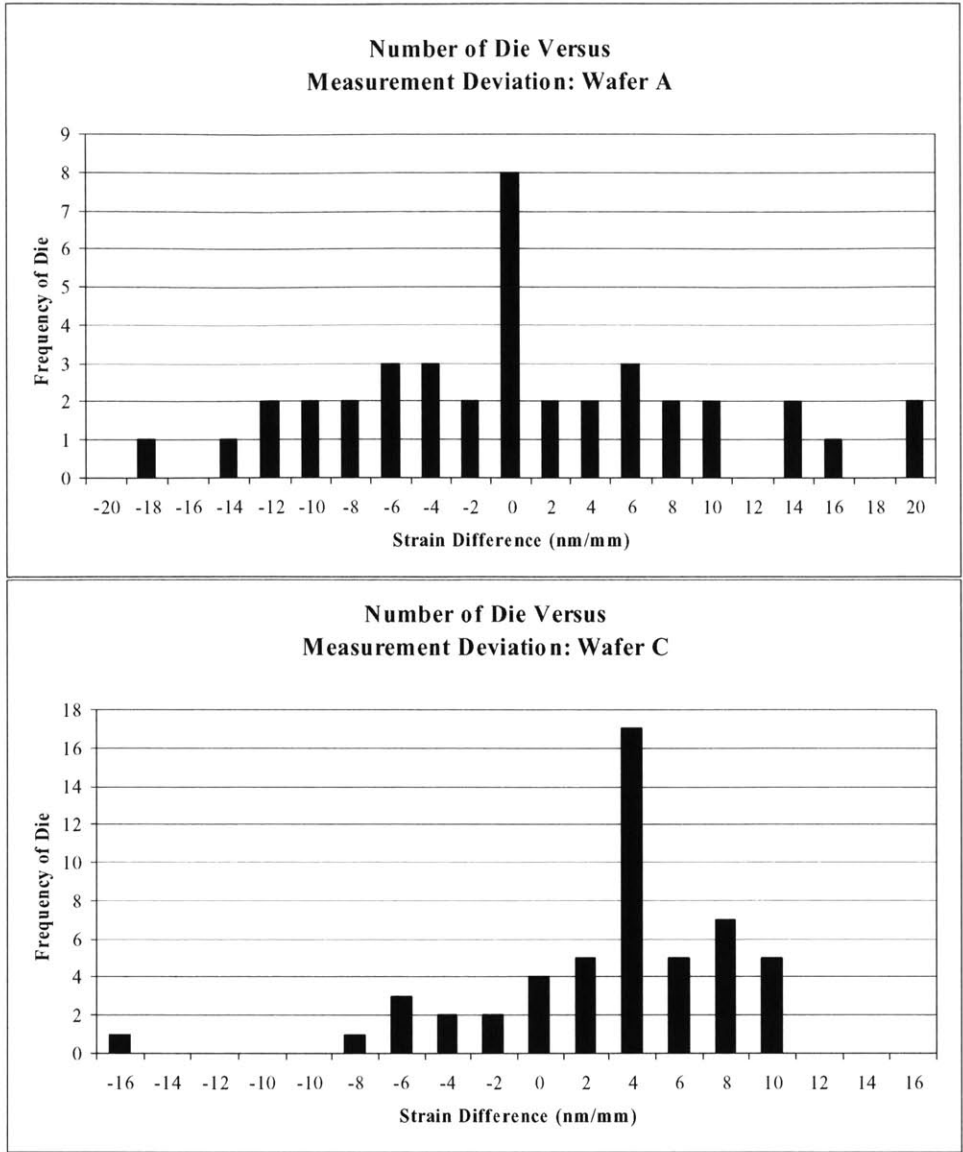 Number of Die Versus
Measurement Deviation: Wafer A
9
8
7
6
5
4
3
2
1
0
Frequency of Die
-20 -18 -16 -14 -12 -10 -8 -6 -4 -2 0 2 4 6 8 10 12 14 16 18 20
Strain Difference (nm/mm)
Number of Die Versus
Measurement Deviation: Wafer C
18
16
14
12
10
8
6
4
2
0
Frequency of Die
-16 -14 -12 -10 -10 -8 -6 -4 -2 0 2 4 6 8 10 12 14 16
Strain Difference (nm/mm)